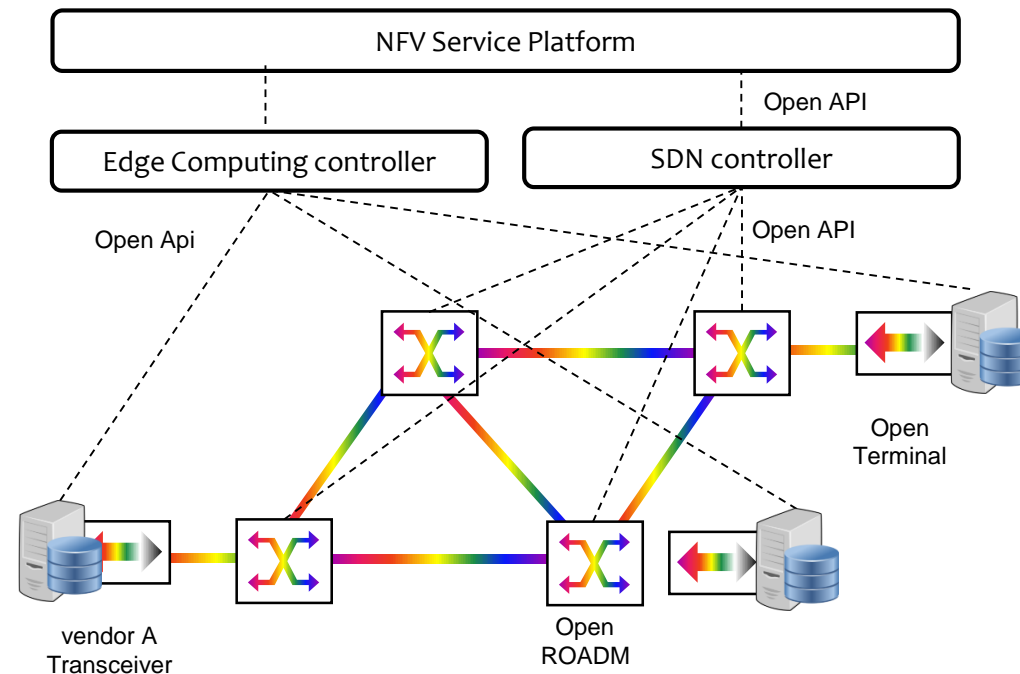 NFV Service Platform
Open API
Edge Computing controller
SDN controller
Open Api
Open API
Open
Terminal
vendor A
Transceiver
Open
ROADM